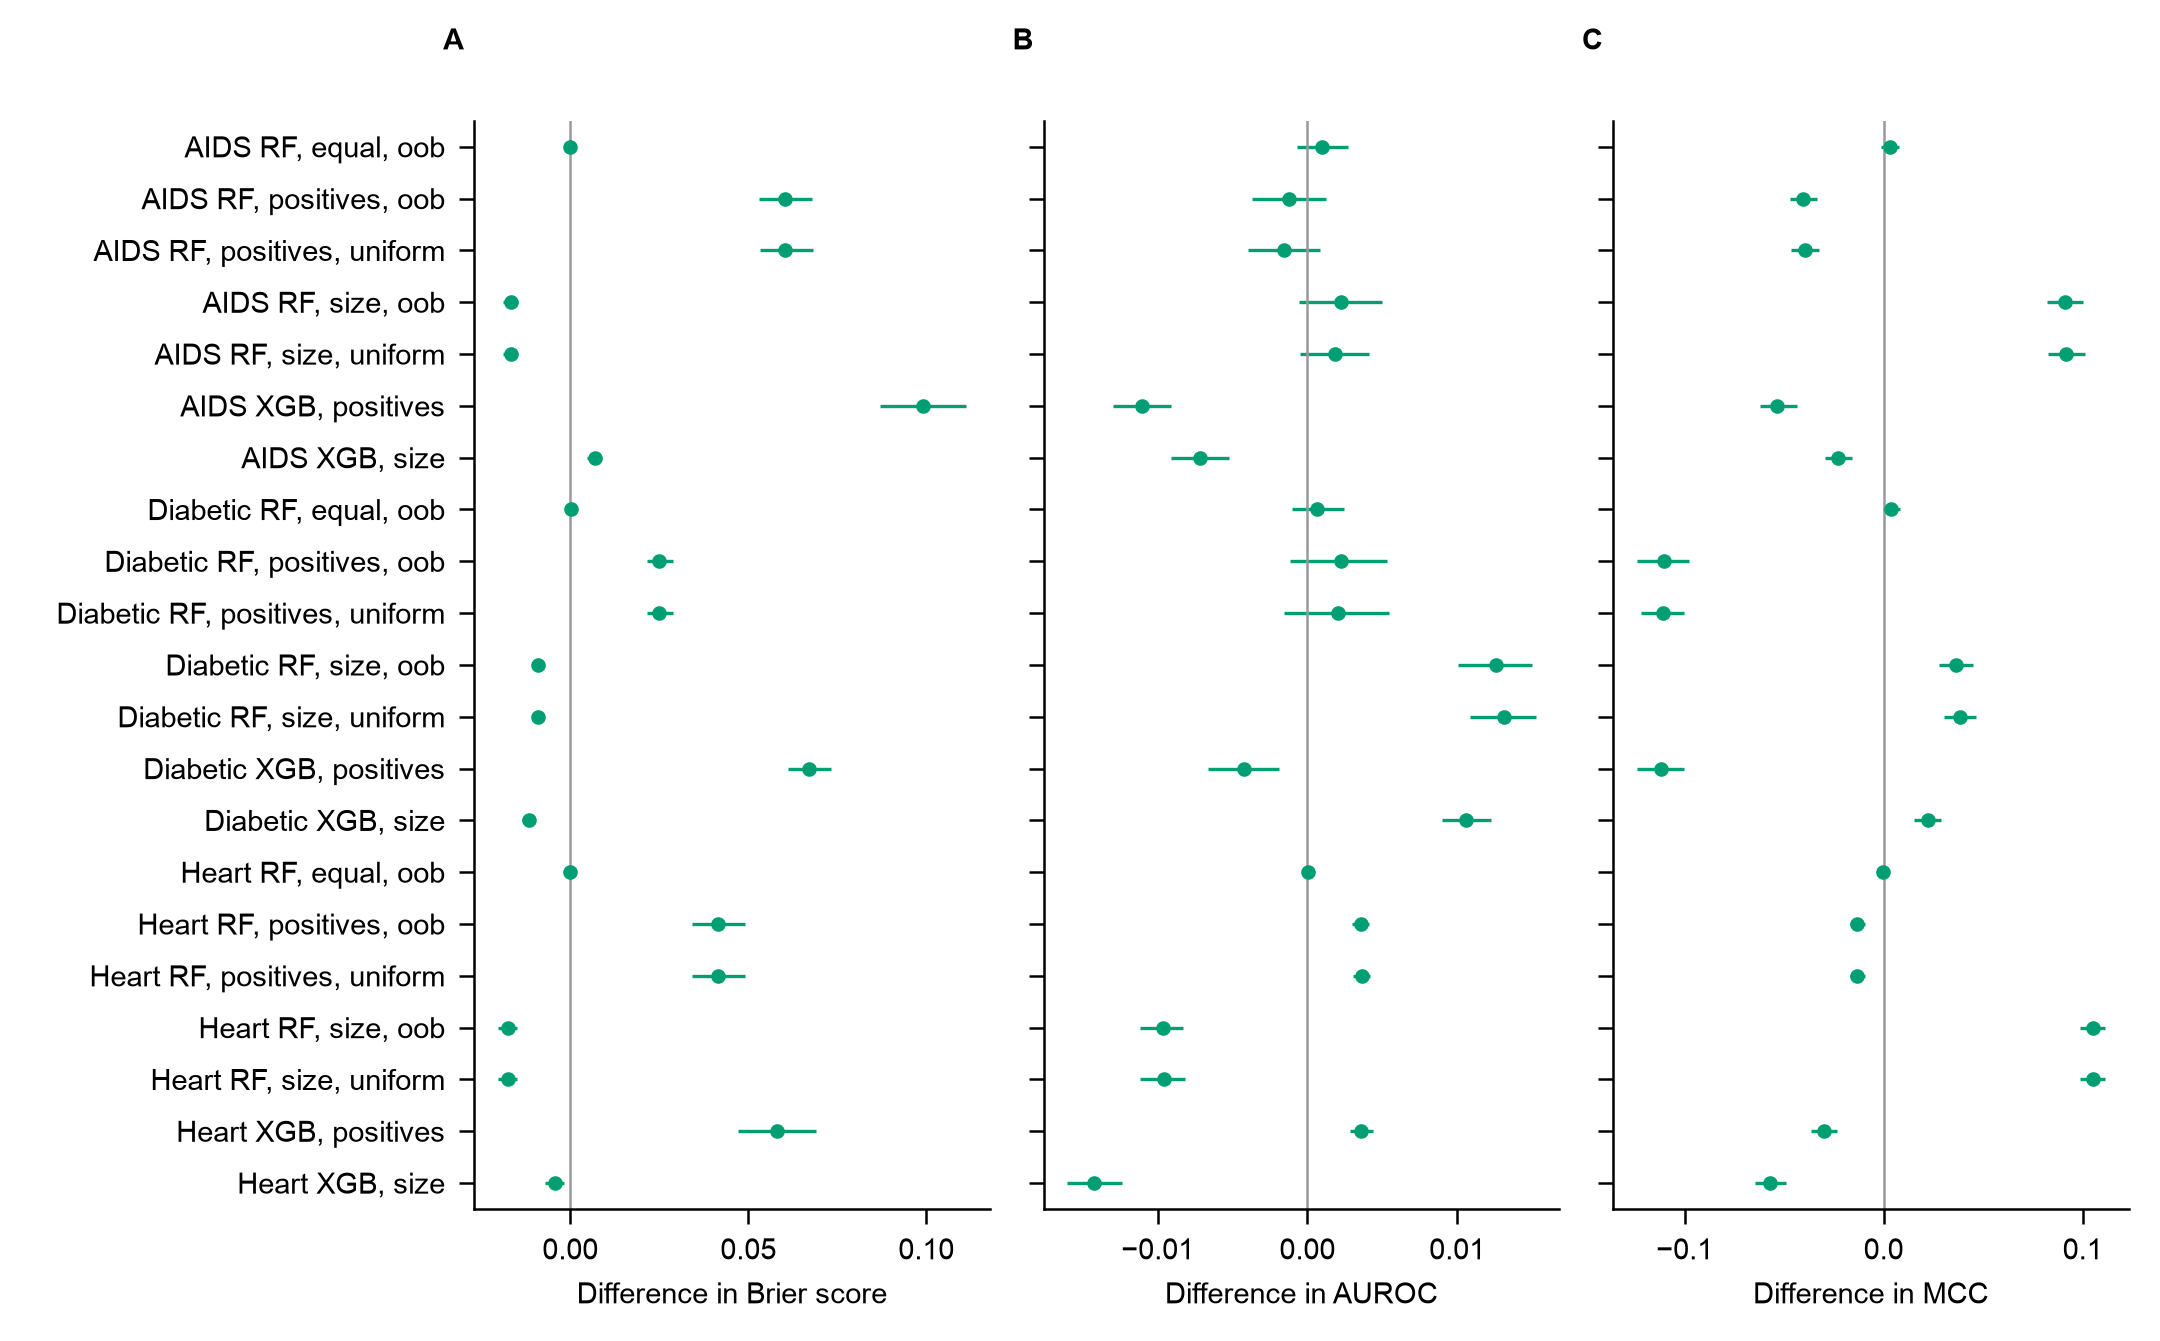 A
B
C
AIDS RF, equal, oob
AIDS RF, positives, oob
AIDS RF, positives, uniform
AIDS RF, size, oob
AIDS RF, size, uniform
AIDS XGB, positives
AIDS XGB, size
Diabetic RF, equal, oob
Diabetic RF, positives, oob
Diabetic RF, positives, uniform
Diabetic RF, size, oob
Diabetic RF, size, uniform
Diabetic XGB, positives
Diabetic XGB, size
Heart RF, equal, oob
Heart RF, positives, oob
Heart RF, positives, uniform
Heart RF, size, oob
Heart RF, size, uniform
Heart XGB, positives
Heart XGB, size
0.00 0.05 0.10
Difference in Brier score
−0.01 0.00 0.01
Difference in AUROC
−0.1 0.0 0.1
Difference in MCC